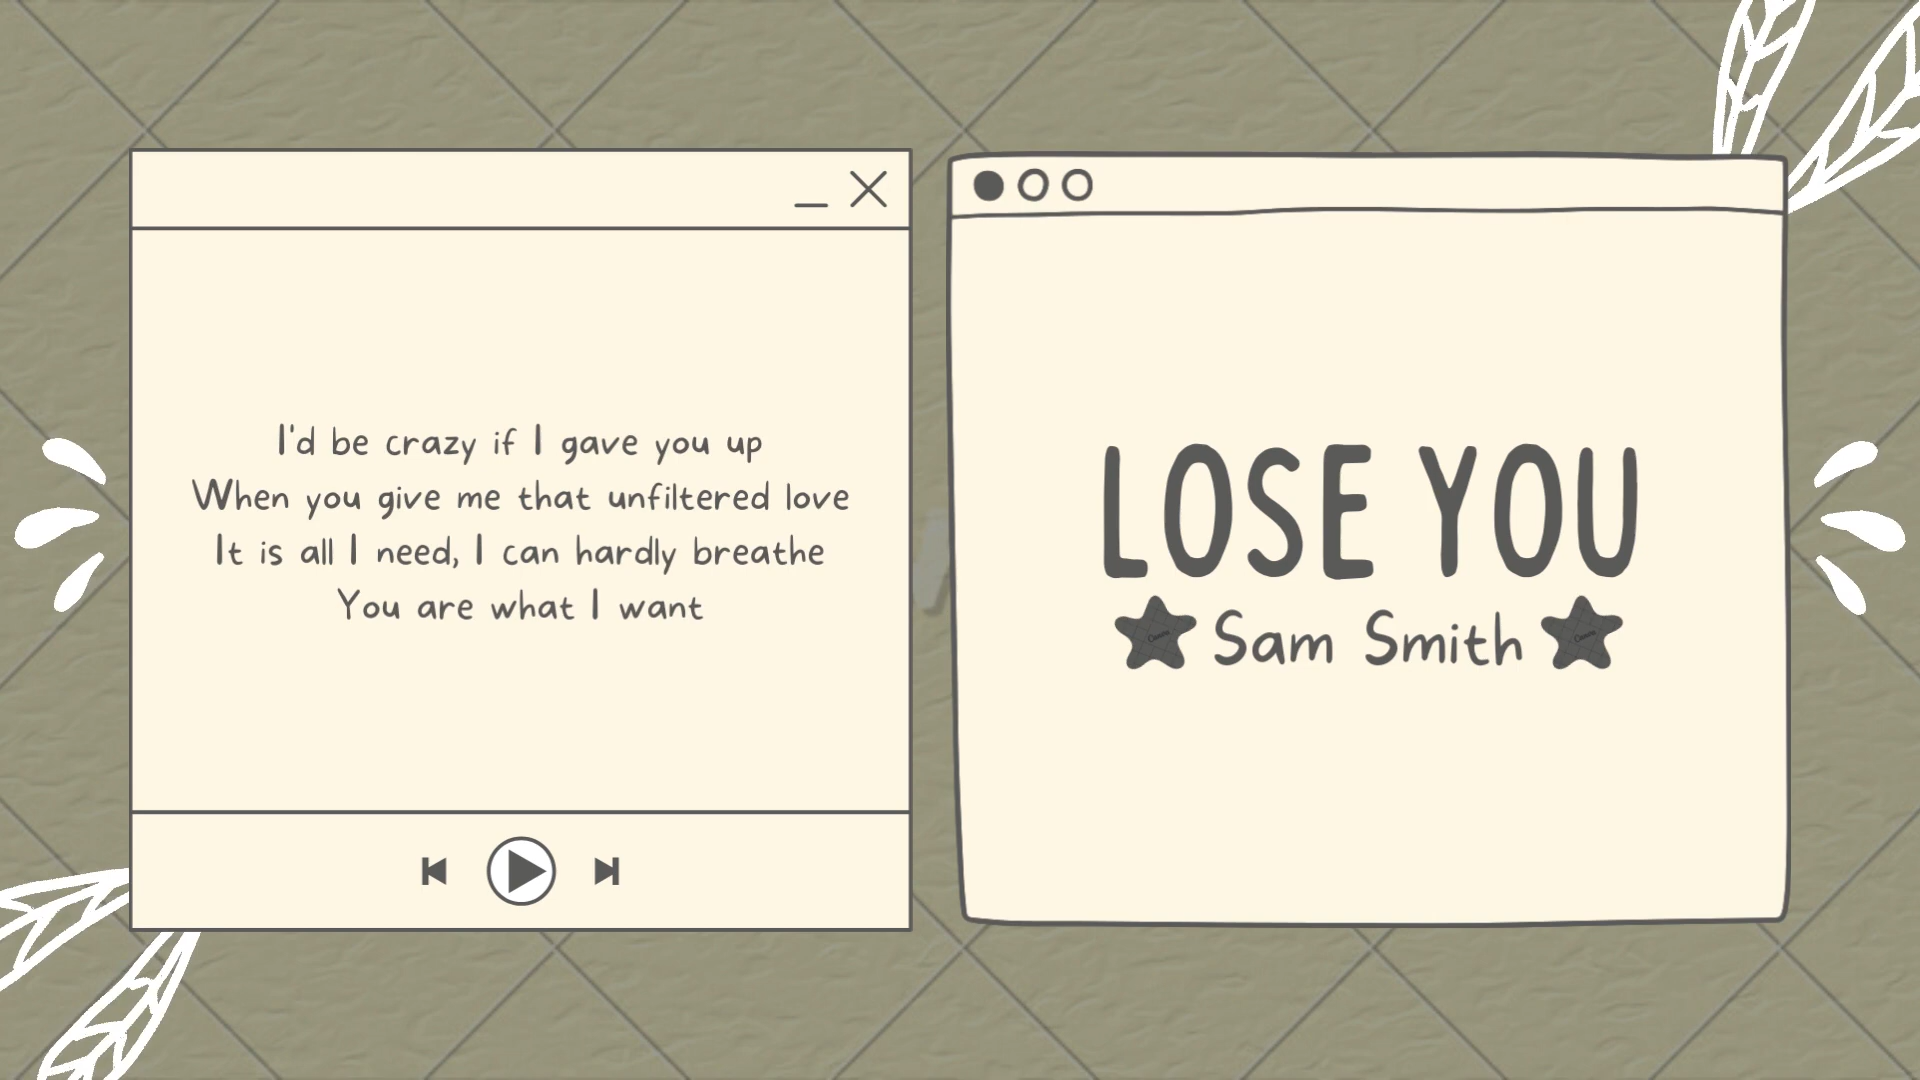 I'd be crazy if I gave you up
When you give me that unfiltered love
It is all I need, I can hardly breathe
You are what I want
LOSE YOU
Sam Smith